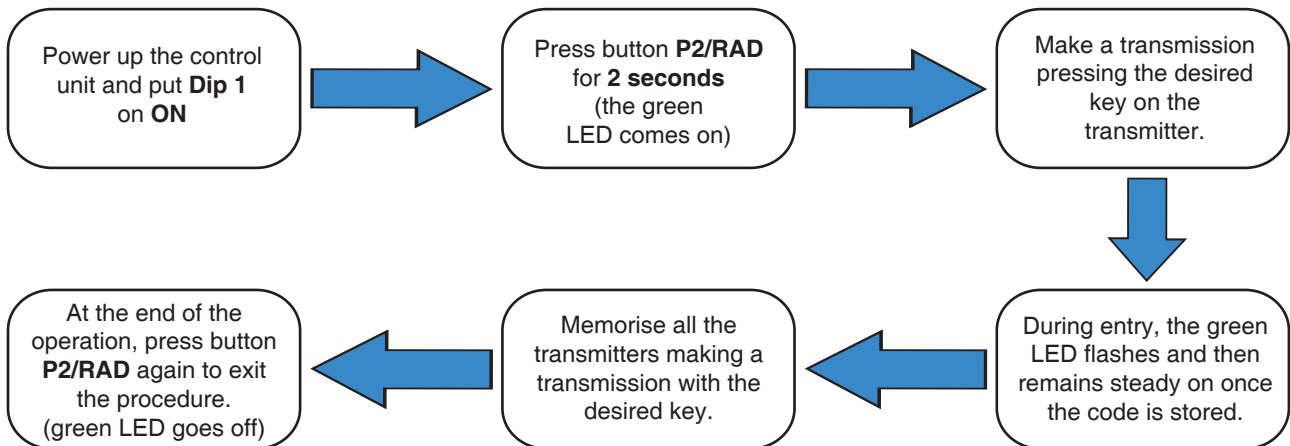 Power up the control
unit and put Dip 1
on ON
Press button P2/RAD
for 2 seconds
(the green
LED comes on)
Make a transmission
pressing the desired
key on the
transmitter.
During entry, the green
LED flashes and then
remains steady on once
the code is stored.
Memorise all the
transmitters making a
transmission with the
desired key.
At the end of the
operation, press button
P2/RAD again to exit
the procedure.
(green LED goes off)